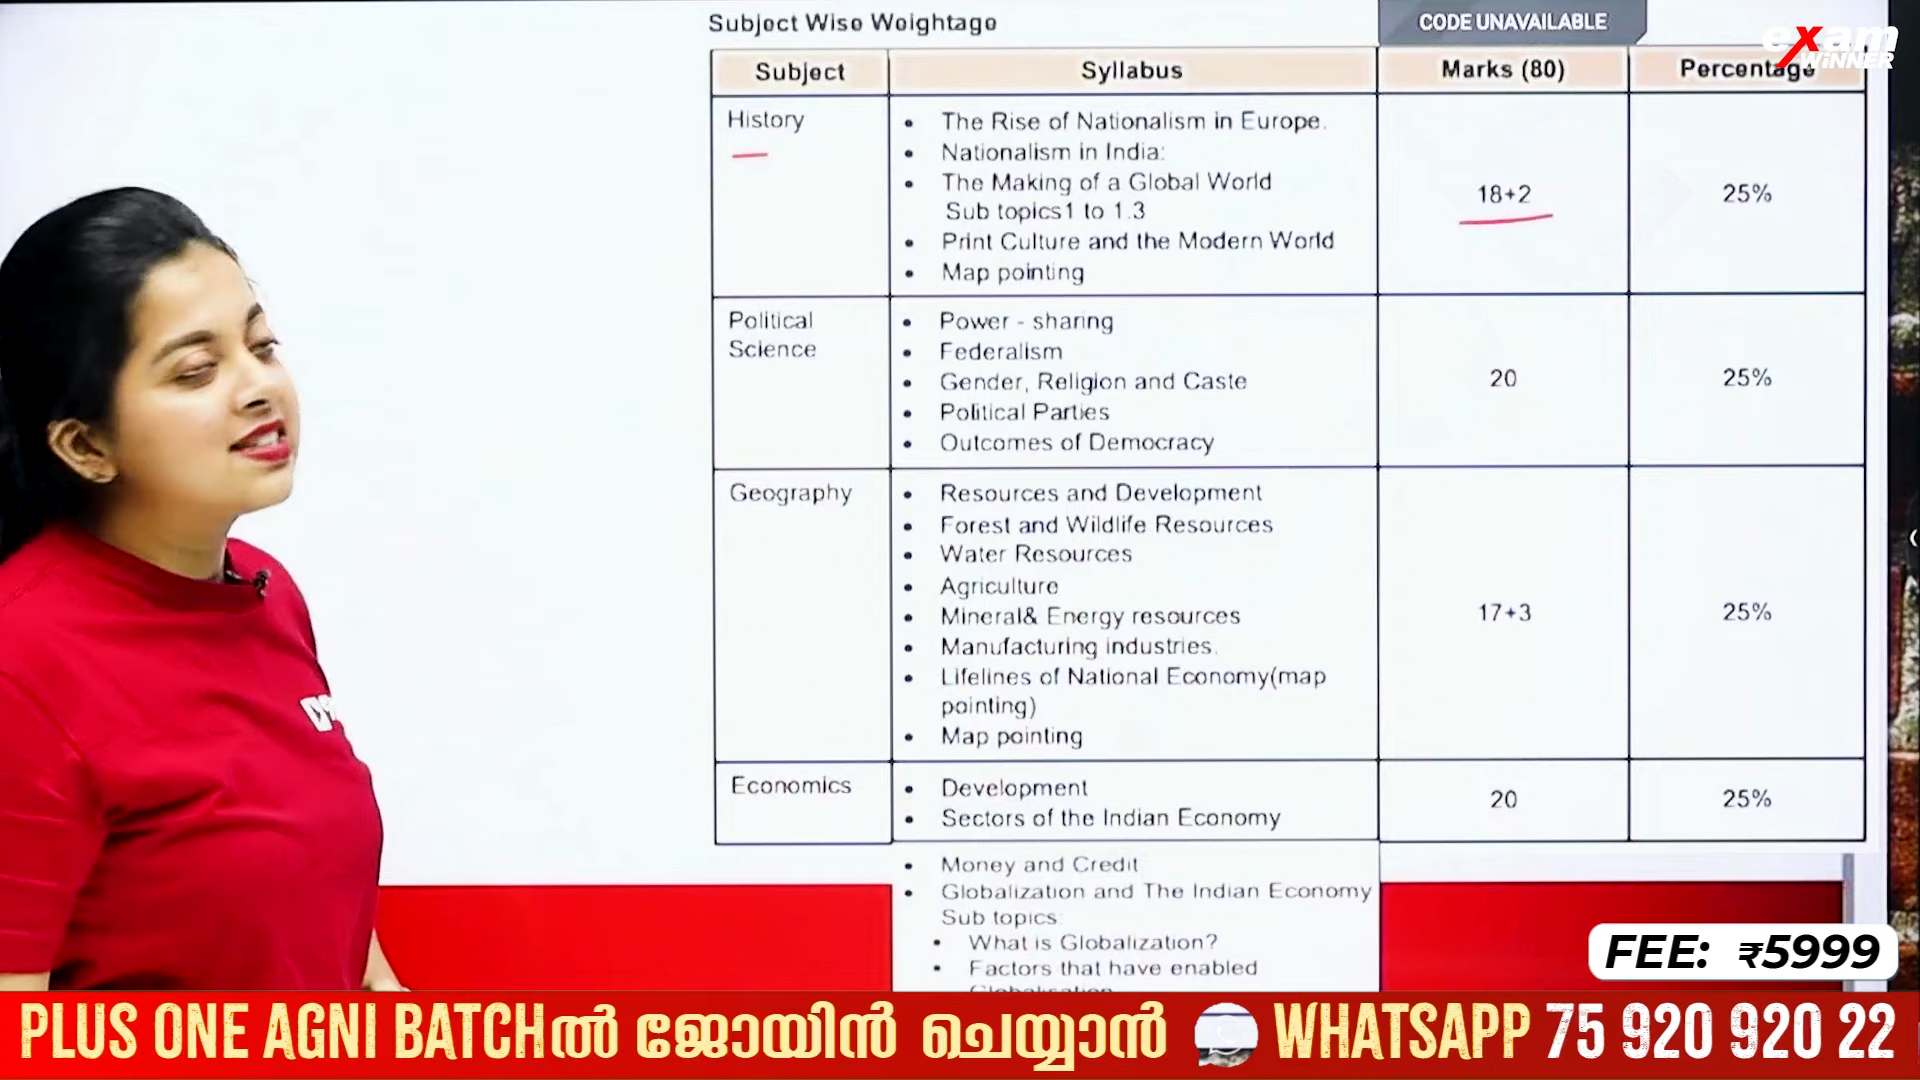 Subject Wise Weightage
CODE UNAVAILABLE
exam
WiNNER
Subject
Syllabus
Marks (80)
Percentage
History
• The Rise of Nationalism in Europe.
• Nationalism in India:
• The Making of a Global World
Sub topics1 to 1.3
• Print Culture and the Modern World
• Map pointing
18+2
25%
Political
Science
• Power - sharing
• Federalism
• Gender, Religion and Caste
• Political Parties
• Outcomes of Democracy
20
25%
Geography
• Resources and Development
• Forest and Wildlife Resources
• Water Resources
• Agriculture
• Mineral& Energy resources
• Manufacturing industries.
• Lifelines of National Economy(map
pointing)
• Map pointing
17+3
25%
Economics
• Development
• Sectors of the Indian Economy
20
25%
• Money and Credit
• Globalization and The Indian Economy
Sub topics:
• What is Globalization?
• Factors that have enabled
Globalisation
FEE: ₹5999
PLUS ONE AGNI BATCHൽ ജോയിൻ ചെയ്യാൻ WHATSAPP 75 920 920 22